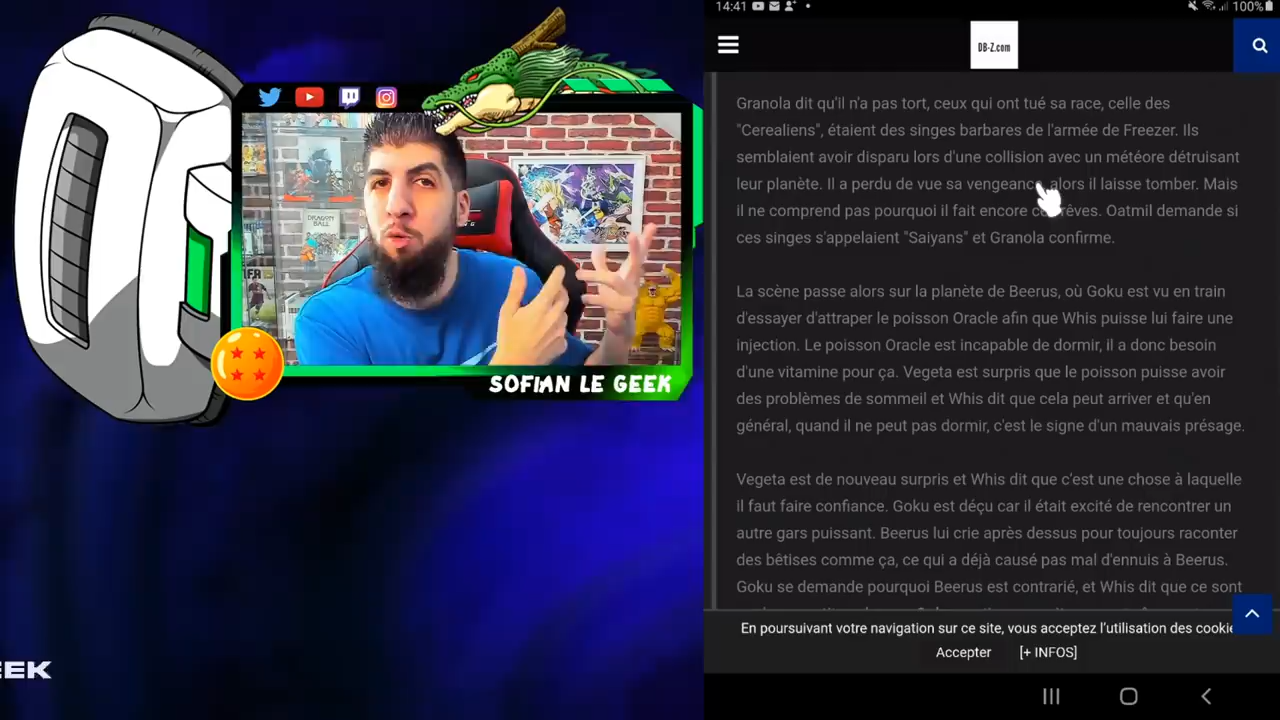 14:41
100%
DB-Z.com
Granola dit qu'il n'a pas tort, ceux qui ont tué sa race, celle des
"Cerealiens", étaient des singes barbares de l'armée de Freezer. Ils
semblaient avoir disparu lors d'une collision avec un météore détruisant
leur planète. Il a perdu de vue sa vengeance, alors il laisse tomber. Mais
il ne comprend pas pourquoi il fait encore rêves. Oatmil demande si
ces singes s'appelaient "Saiyans" et Granola confirme.
La scène passe alors sur la planète de Beerus, où Goku est vu en train
d'essayer d'attraper le poisson Oracle afin que Whis puisse lui faire une
injection. Le poisson Oracle est incapable de dormir, il a donc besoin
d'une vitamine pour ça. Vegeta est surpris que le poisson puisse avoir
des problèmes de sommeil et Whis dit que cela peut arriver et qu'en
général, quand il ne peut pas dormir, c'est le signe d'un mauvais présage.
Vegeta est de nouveau surpris et Whis dit que c'est une chose à laquelle
il faut faire confiance. Goku est déçu car il était excité de rencontrer un
autre gars puissant. Beerus lui crie après dessus pour toujours raconter
des bêtises comme ça, ce qui a déjà causé pas mal d'ennuis à Beerus.
Goku se demande pourquoi Beerus est contrarié, et Whis dit que ce sont
En poursuivant votre navigation sur ce site, vous acceptez l'utilisation des cookie
Accepter [+ INFOS]
DRAGON
BALL
SOFIAN LE GEEK
EEK